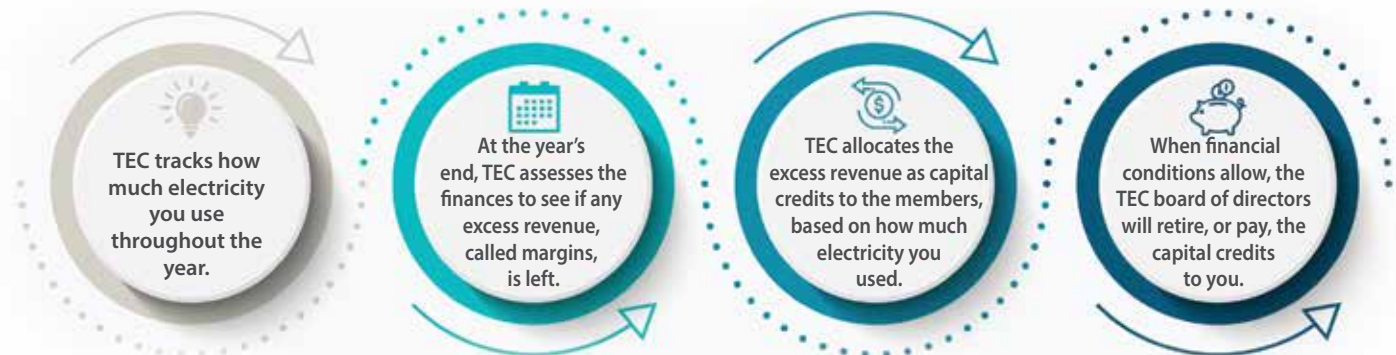 TEC tracks how
much electricity
you use
throughout the
year.
At the year's
end, TEC assesses the
finances to see if any
excess revenue,
called margins,
is left.
TEC allocates the
excess revenue as capital
credits to the members,
based on how much
electricity you
used.
When financial
conditions allow, the
TEC board of directors
will retire, or pay, the
capital credits
to you.